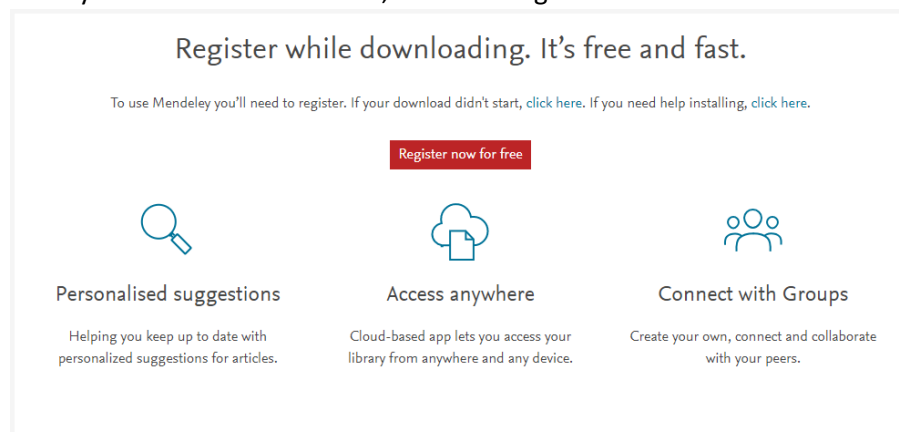 Register while downloading. It's free and fast.
To use Mendeley you'll need to register. If your download didn't start, click here. If you need help installing, click here.
Register now for free
Personalised suggestions
Helping you keep up to date with
personalized suggestions for articles.
Access anywhere
Cloud-based app lets you access your
library from anywhere and any device.
Connect with Groups
Create your own, connect and collaborate
with your peers.